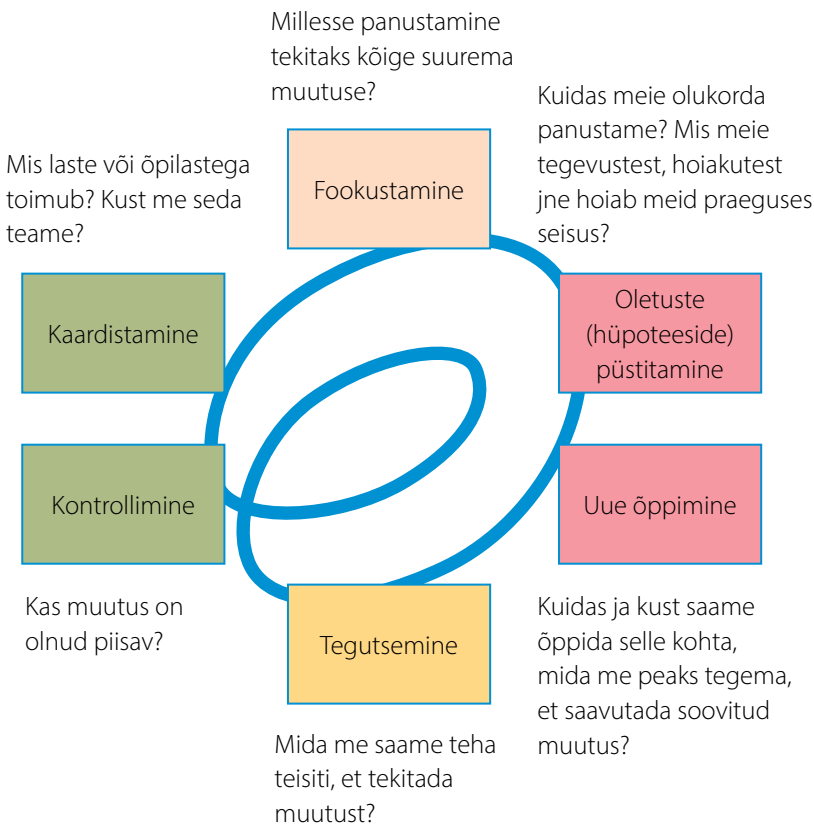 Millesse panustamine
tekitaks kõige suurema
muutuse?
Fookustamine
Kuidas meie olukorda
panustame? Mis meie
tegevustest, hoiakutest
jne hoiab meid praeguses
seisus?
Mis laste või õpilastega
toimub? Kust me seda
teame?
Kaardistamine
Oletuste
(hüpoteeside)
püstitamine
Kontrollimine
Uue õppimine
Kas muutus on
olnud piisav?
Tegutsemine
Kuidas ja kust saame
õppida selle kohta,
mida me peaks tegema,
et saavutada soovitud
muutus?
Mida me saame teha
teisiti, et tekitada
muutust?